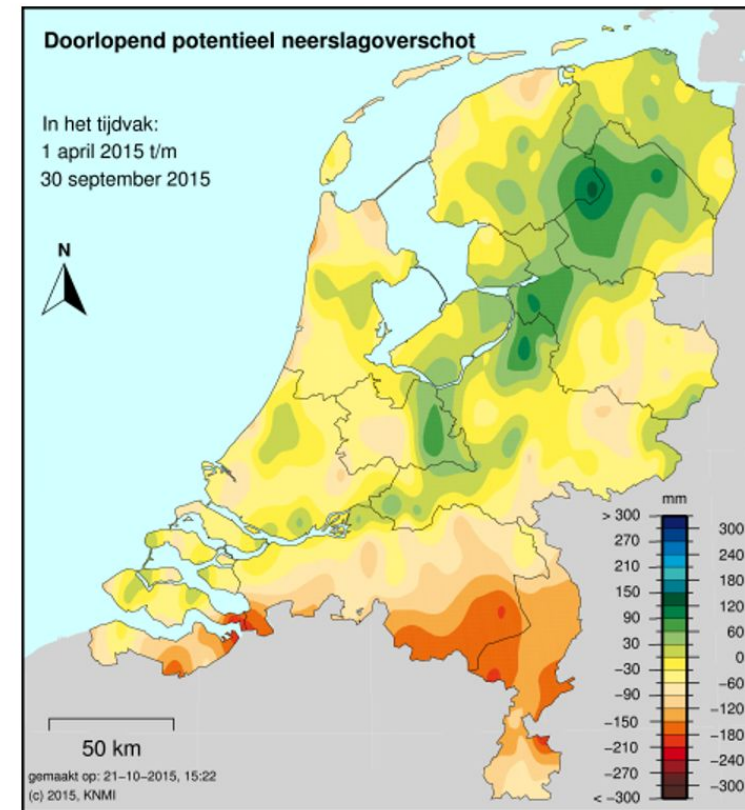 Doorlopend potentieel neerslagoverschot
In het tijdvak:
1 april 2015 t/m
30 september 2015
N
mm
> 300
300
270
240
210
180
150
120
90
60
30
0
−30
−60
−90
−120
−150
−180
−210
−240
−270
−300
< −300
50 km
gemaakt op: 21−10−2015, 15:22
(c) 2015, KNMI